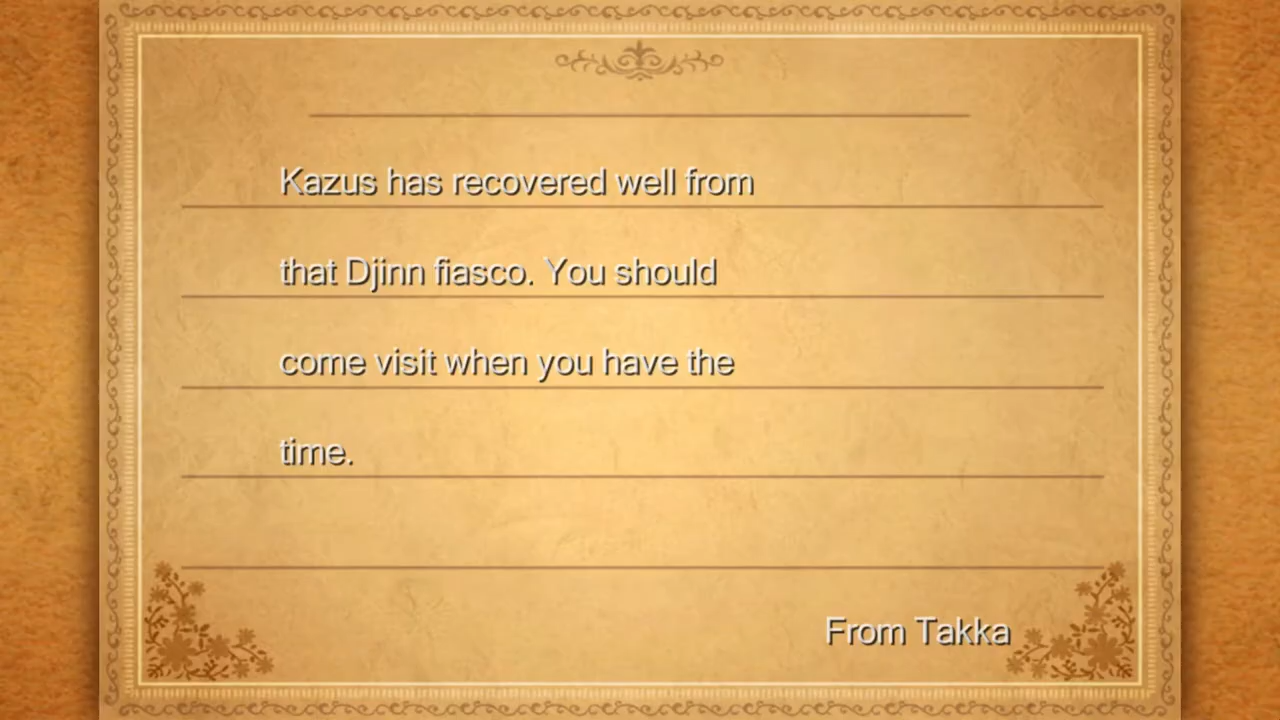 Kazus has recovered well from
that Djinn fiasco. You should
come visit when you have the
time.
From Takka